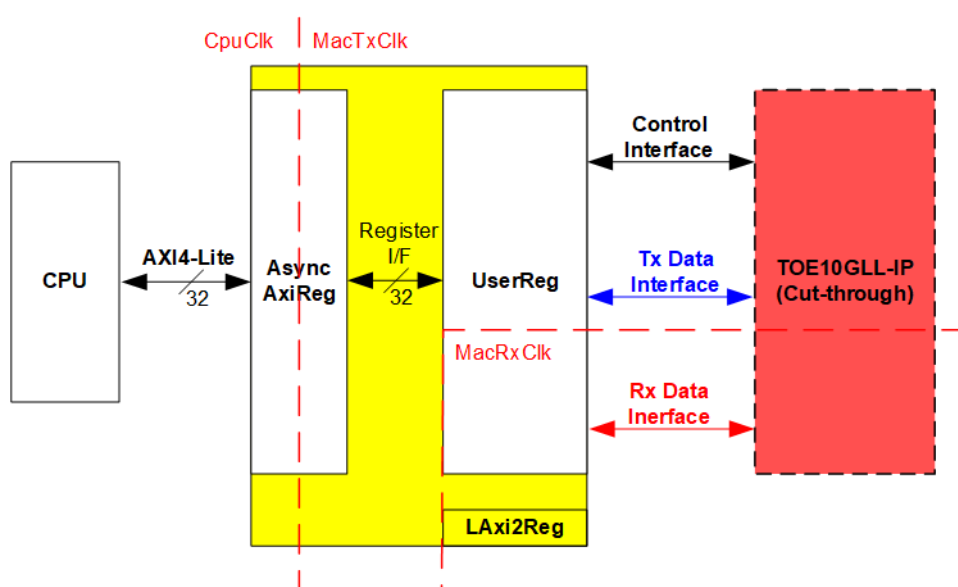 CpuClk MacTxClk
Control
Interface
Register
I/F
32
AXI4-Lite
32
CPU
Async
AxiReg
UserReg
Tx Data
Interface
TOE10GLL-IP
(Cut-through)
MacRxClk
Rx Data
Inerface
LAxi2Reg